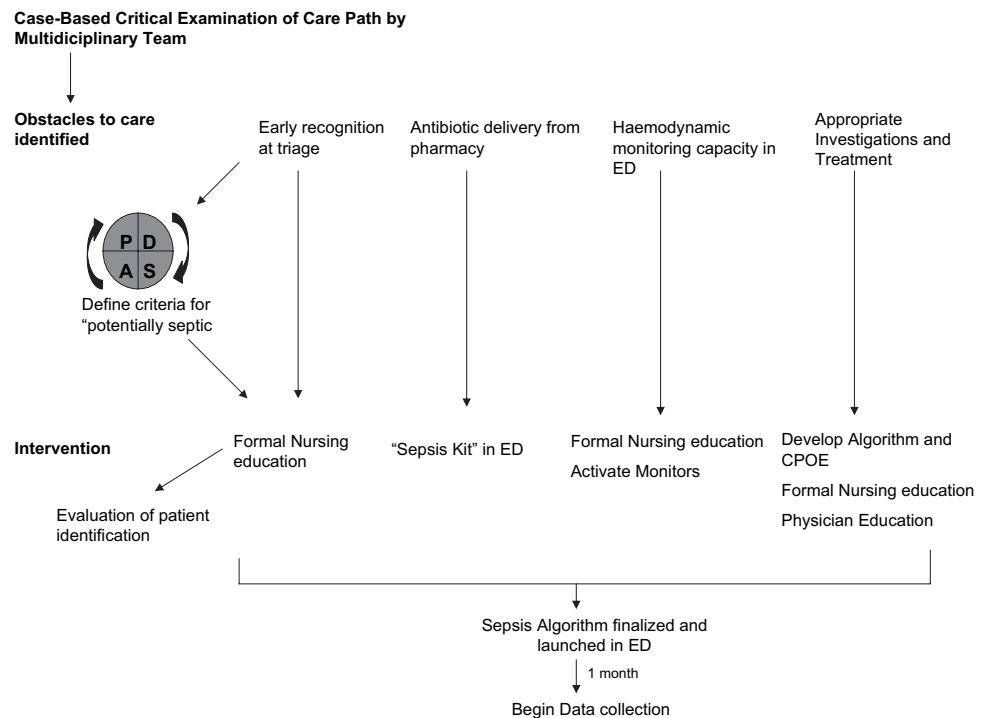 Case-Based Critical Examination of Care Path by
Multidiciplinary Team
Obstacles to care
identified
Early recognition
at triage
Antibiotic delivery from
pharmacy
Haemodynamic
monitoring capacity in
ED
Appropriate
Investigations and
Treatment
P D
A S
Define criteria for
“potentially septic
Intervention
Formal Nursing
education
“Sepsis Kit” in ED
Formal Nursing education
Activate Monitors
Develop Algorithm and
CPOE
Formal Nursing education
Physician Education
Evaluation of patient
identification
Sepsis Algorithm finalized and
launched in ED
1 month
Begin Data collection